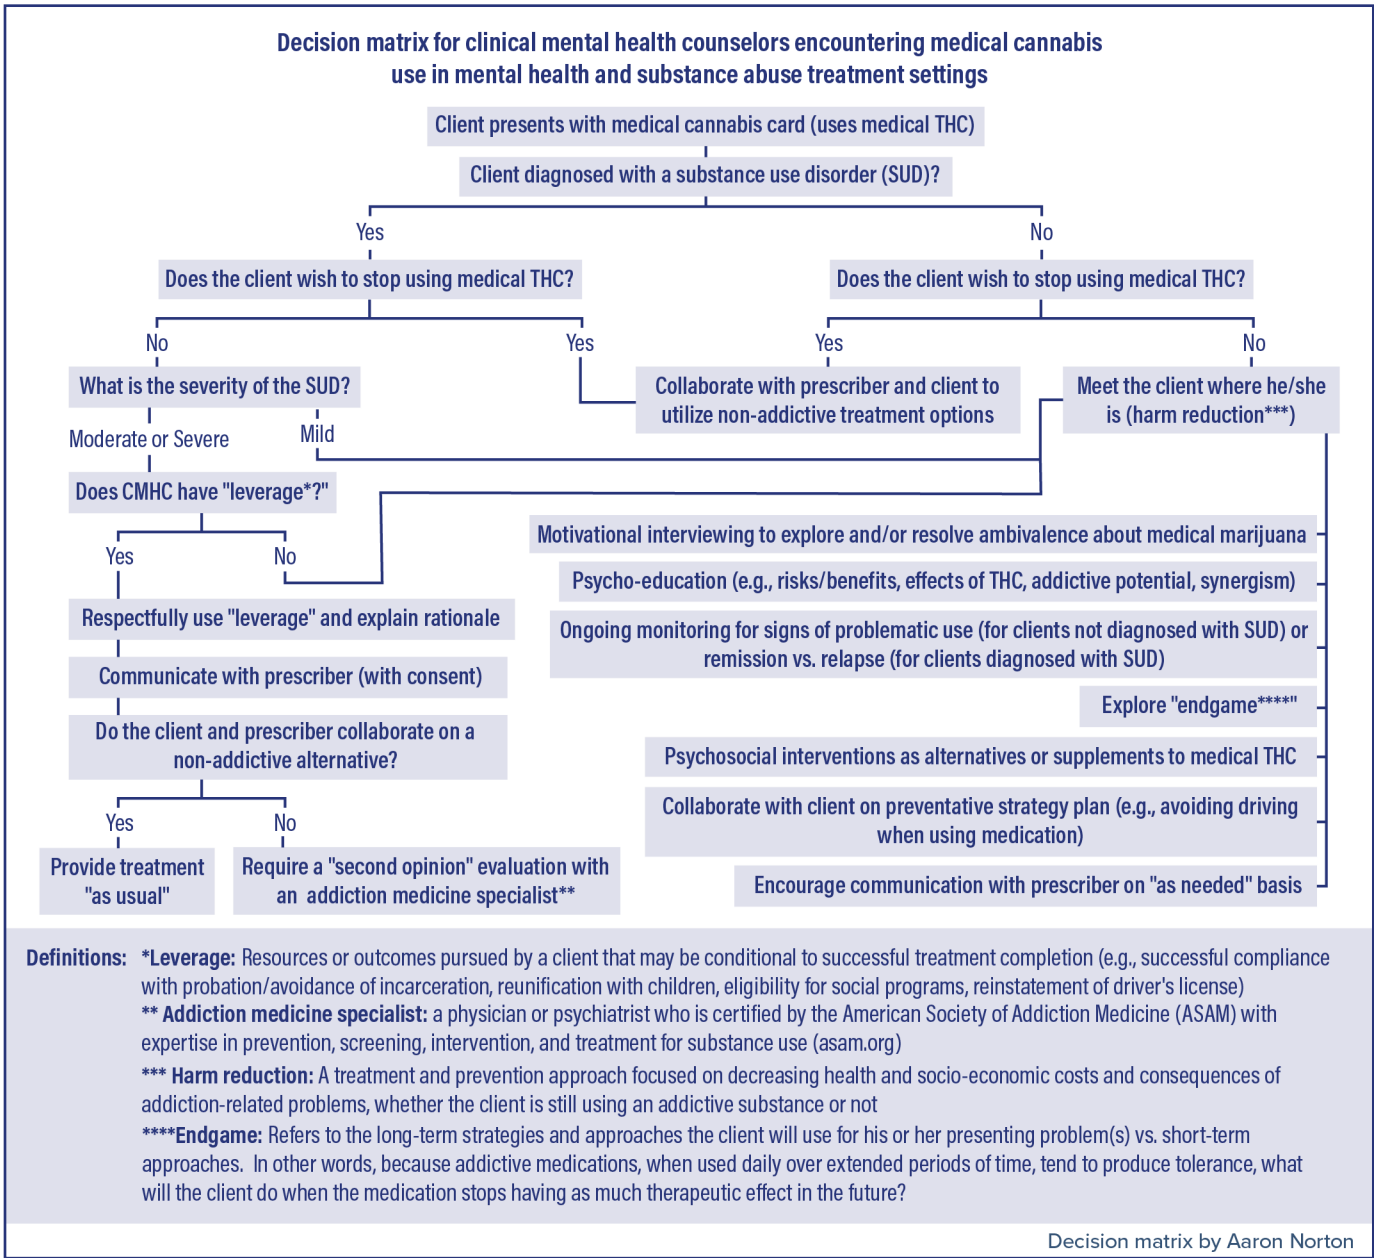 Decision matrix for clinical mental health counselors encountering medical cannabis
use in mental health and substance abuse treatment settings
Client presents with medical cannabis card (uses medical THC)
Client diagnosed with a substance use disorder (SUD)?
Yes
No
Does the client wish to stop using medical THC?
Does the client wish to stop using medical THC?
No
Yes
Yes
No
What is the severity of the SUD?
Collaborate with prescriber and client to
utilize non-addictive treatment options
Meet the client where he/she
is (harm reduction***)
Moderate or Severe
Mild
Does CMHC have "leverage*?"
Yes
No
Respectfully use "leverage" and explain rationale
Communicate with prescriber (with consent)
Do the client and prescriber collaborate on a
non-addictive alternative?
Yes
No
Provide treatment
"as usual"
Require a "second opinion" evaluation with
an addiction medicine specialist**
Motivational interviewing to explore and/or resolve ambivalence about medical marijuana
Psycho-education (e.g., risks/benefits, effects of THC, addictive potential, synergism)
Ongoing monitoring for signs of problematic use (for clients not diagnosed with SUD) or
remission vs. relapse (for clients diagnosed with SUD)
Explore "endgame****"
Psychosocial interventions as alternatives or supplements to medical THC
Collaborate with client on preventative strategy plan (e.g., avoiding driving
when using medication)
Encourage communication with prescriber on "as needed" basis
Definitions: *Leverage: Resources or outcomes pursued by a client that may be conditional to successful treatment completion (e.g., successful compliance
with probation/avoidance of incarceration, reunification with children, eligibility for social programs, reinstatement of driver's license)
** Addiction medicine specialist: a physician or psychiatrist who is certified by the American Society of Addiction Medicine (ASAM) with
expertise in prevention, screening, intervention, and treatment for substance use (asam.org)
*** Harm reduction: A treatment and prevention approach focused on decreasing health and socio-economic costs and consequences of
addiction-related problems, whether the client is still using an addictive substance or not
****Endgame: Refers to the long-term strategies and approaches the client will use for his or her presenting problem(s) vs. short-term
approaches. In other words, because addictive medications, when used daily over extended periods of time, tend to produce tolerance, what
will the client do when the medication stops having as much therapeutic effect in the future?
Decision matrix by Aaron Norton